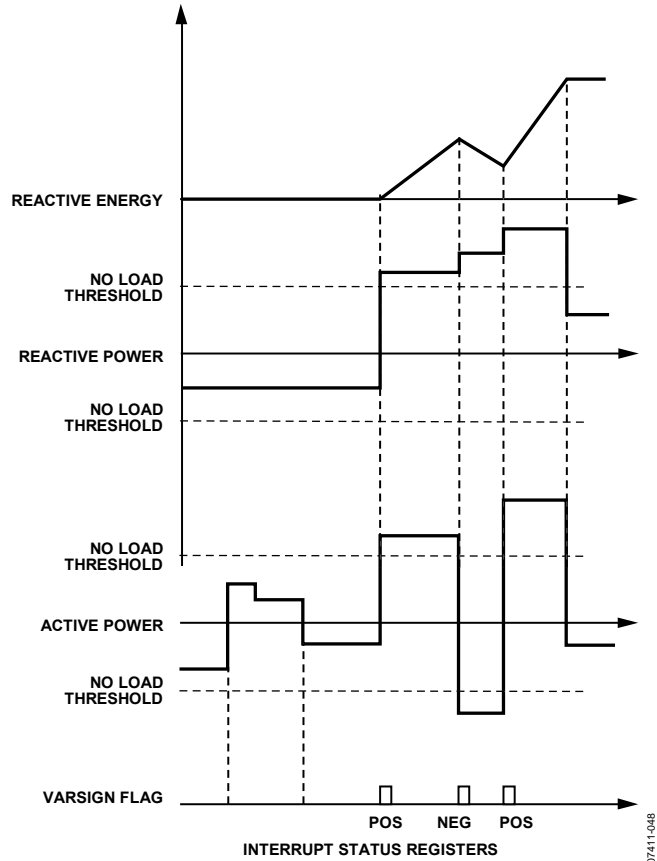 REACTIVE ENERGY
NO LOAD
THRESHOLD
REACTIVE POWER
NO LOAD
THRESHOLD
NO LOAD
THRESHOLD
ACTIVE POWER
NO LOAD
THRESHOLD
VARSIGN FLAG
POS NEG POS
INTERRUPT STATUS REGISTERS
07411-048